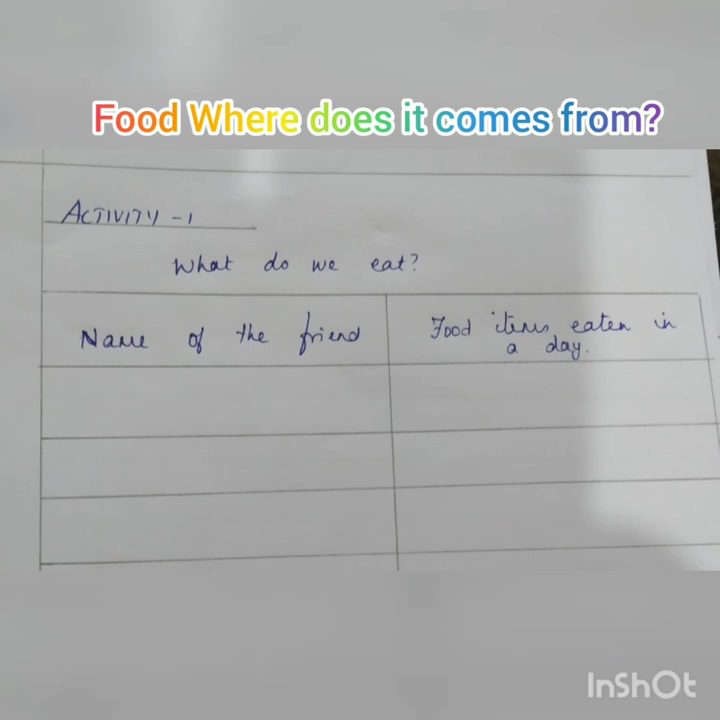 Food Where does it comes from?
ACTIVITY - 1
What do we eat?
Name of the friend
Food items eaten in
a day.
InShOt